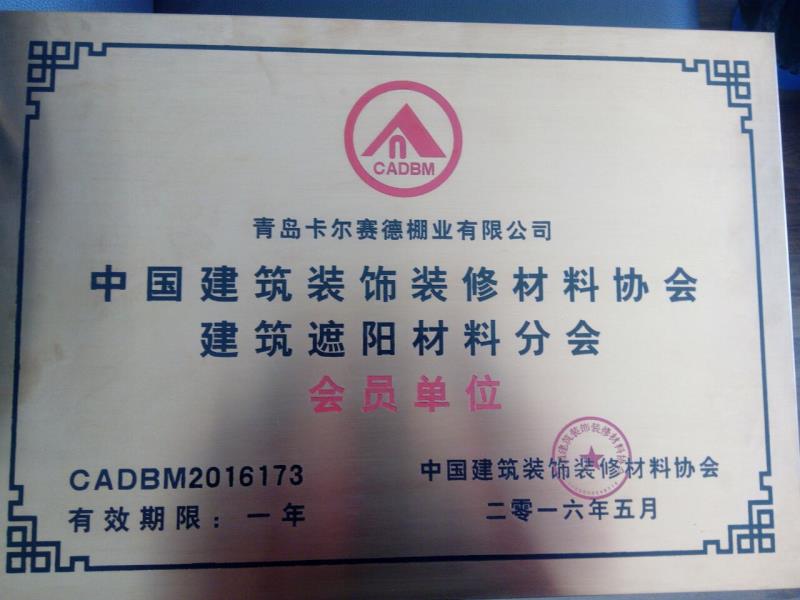 CADBM
青岛卡尔赛德棚业有限公司
中国建筑装饰装修材料协会
建筑遮阳材料分会
会员单位
CADBM2016173
有效期限：一年
中国建筑装饰装修材料协会
二零一六年五月